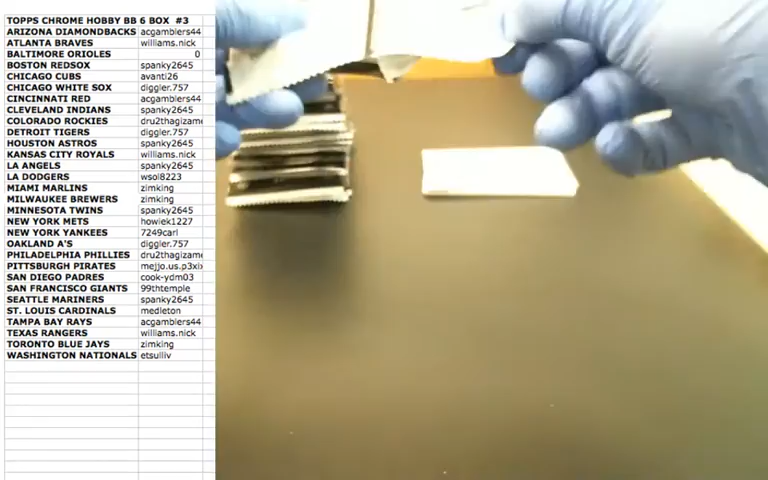 TOPPS CHROME HOBBY BB 6 BOX #3
ARIZONA DIAMONDBACKS acgamblers44
ATLANTA BRAVES williams.nick
BALTIMORE ORIOLES 0
BOSTON REDSOX spanky2645
CHICAGO CUBS avanti26
CHICAGO WHITE SOX diggler.757
CINCINNATI RED acgamblers44
CLEVELAND INDIANS spanky2645
COLORADO ROCKIES dru2thagizame
DETROIT TIGERS diggler.757
HOUSTON ASTROS spanky2645
KANSAS CITY ROYALS williams.nick
LA ANGELS spanky2645
LA DODGERS wsol8223
MIAMI MARLINS zimking
MILWAUKEE BREWERS zimking
MINNESOTA TWINS spanky2645
NEW YORK METS howiek1227
NEW YORK YANKEES 7249carl
OAKLAND A'S diggler.757
PHILADELPHIA PHILLIES dru2thagizame
PITTSBURGH PIRATES mejjo.us.p3xix
SAN DIEGO PADRES cook-ydm03
SAN FRANCISCO GIANTS 99thtemple
SEATTLE MARINERS spanky2645
ST. LOUIS CARDINALS medleton
TAMPA BAY RAYS acgamblers44
TEXAS RANGERS williams.nick
TORONTO BLUE JAYS zimking
WASHINGTON NATIONALS etsulliv